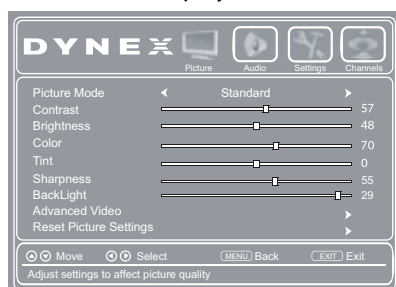 DYNEX
Picture Audio Settings Channels
Picture Mode Standard
Contrast 57
Brightness 48
Color 70
Tint 0
Sharpness 55
BackLight 29
Advanced Video
Reset Picture Settings
Move Select MENU Back EXIT Exit
Adjust settings to affect picture quality